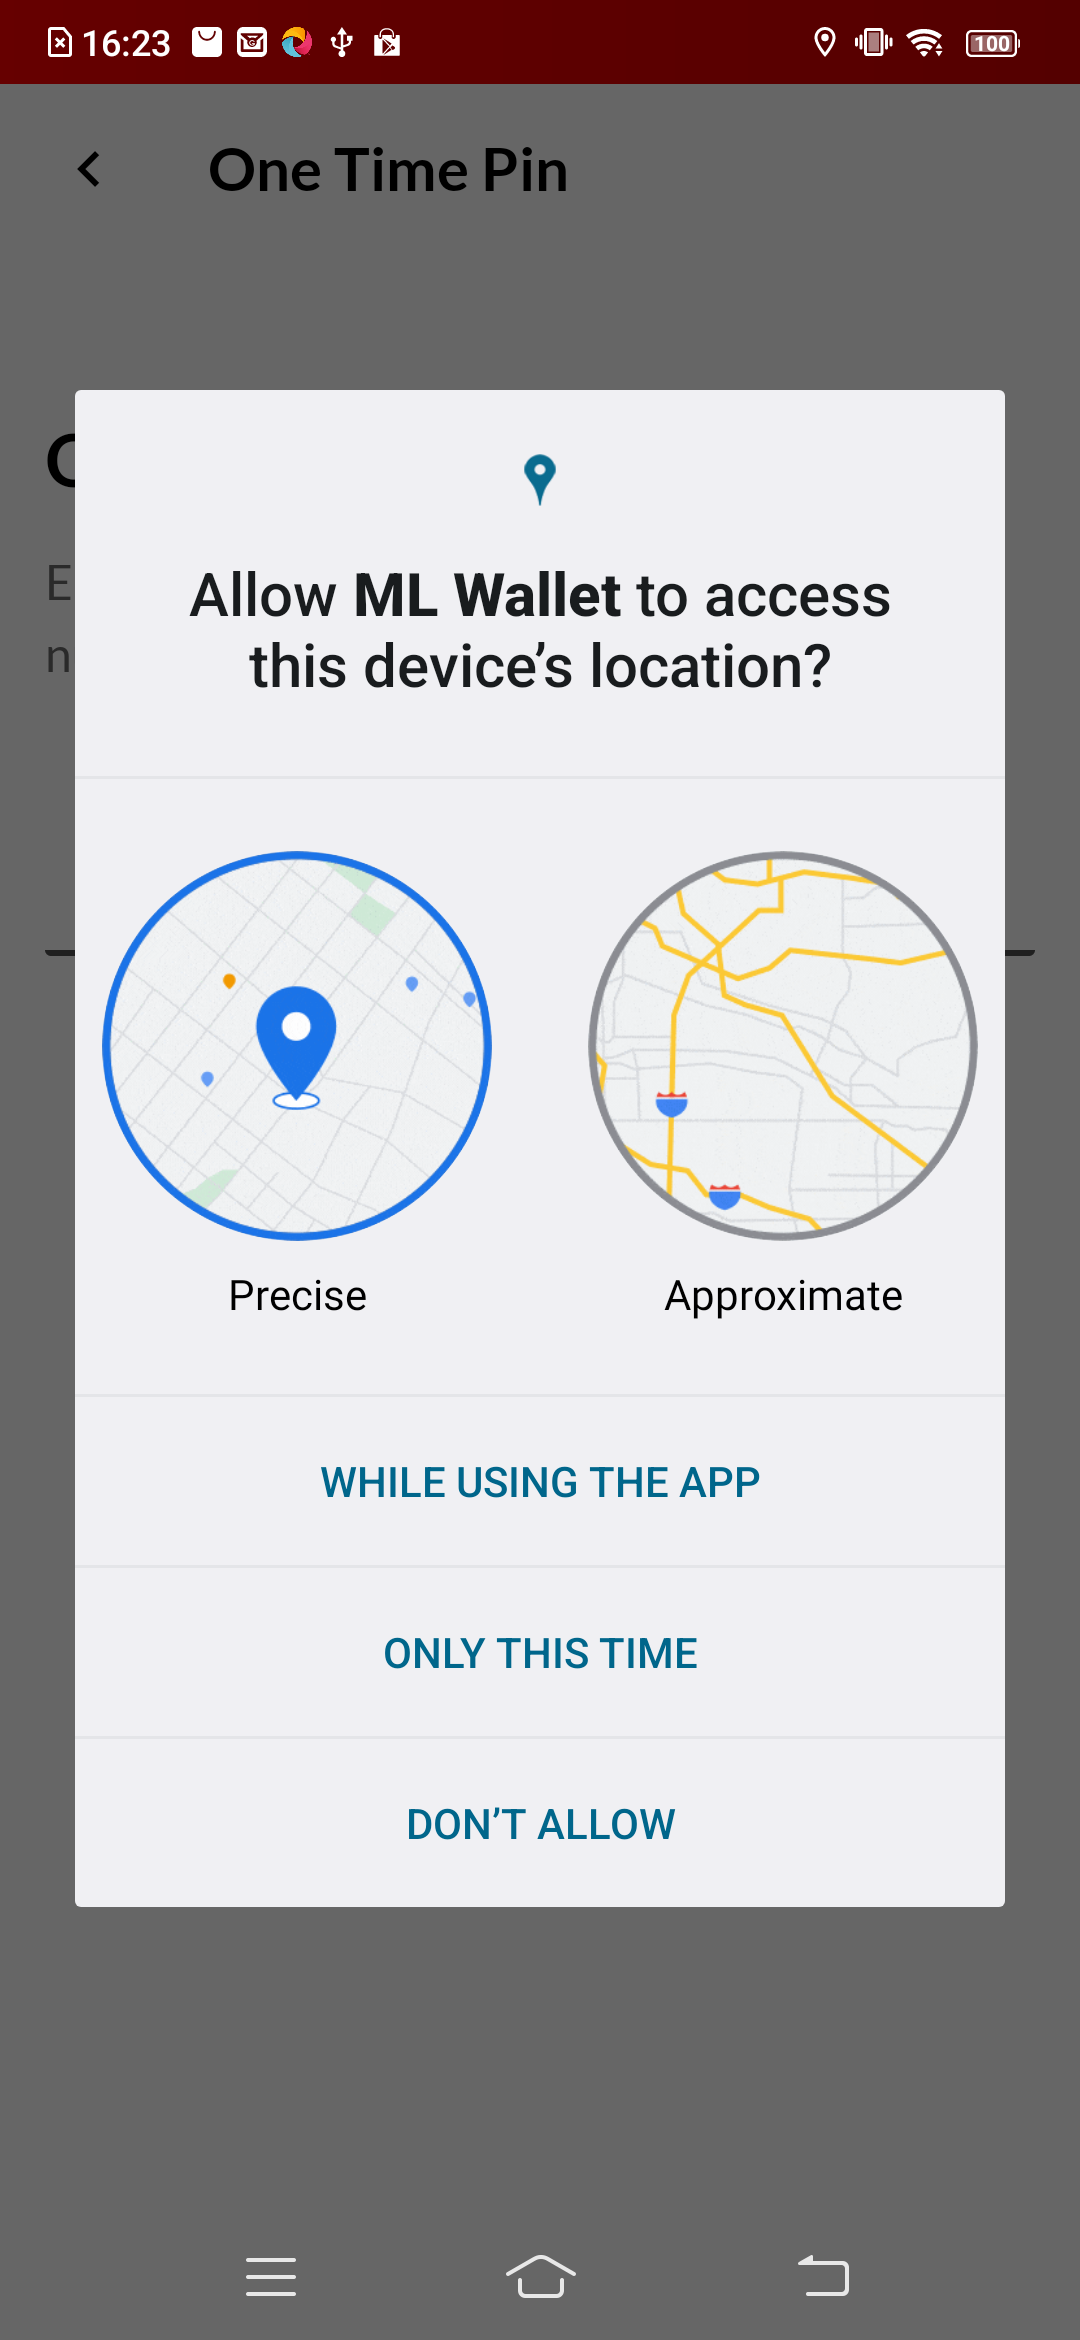 16:23
100
One Time Pin
Allow ML Wallet to access
this device’s location?
Precise
Approximate
WHILE USING THE APP
ONLY THIS TIME
DON’T ALLOW